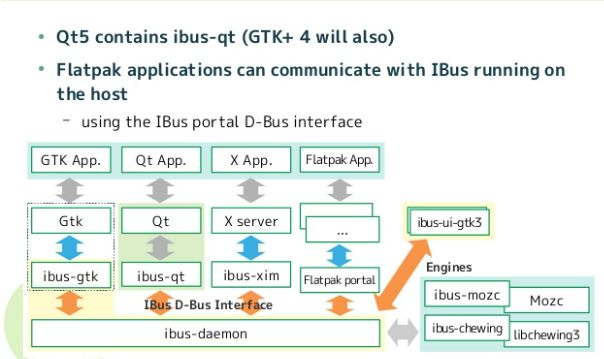 Qt5 contains ibus-qt (GTK+ 4 will also)
Flatpak applications can communicate with IBus running on
the host
– using the IBus portal D-Bus interface
GTK App.
Qt App.
X App.
Flatpak App.
Gtk
Qt
X server
...
ibus-ui-gtk3
ibus-gtk
ibus-qt
ibus-xim
Flatpak portal
Engines
IBus D-Bus Interface
ibus-mozc
Mozc
ibus-daemon
ibus-chewing
libchewing3